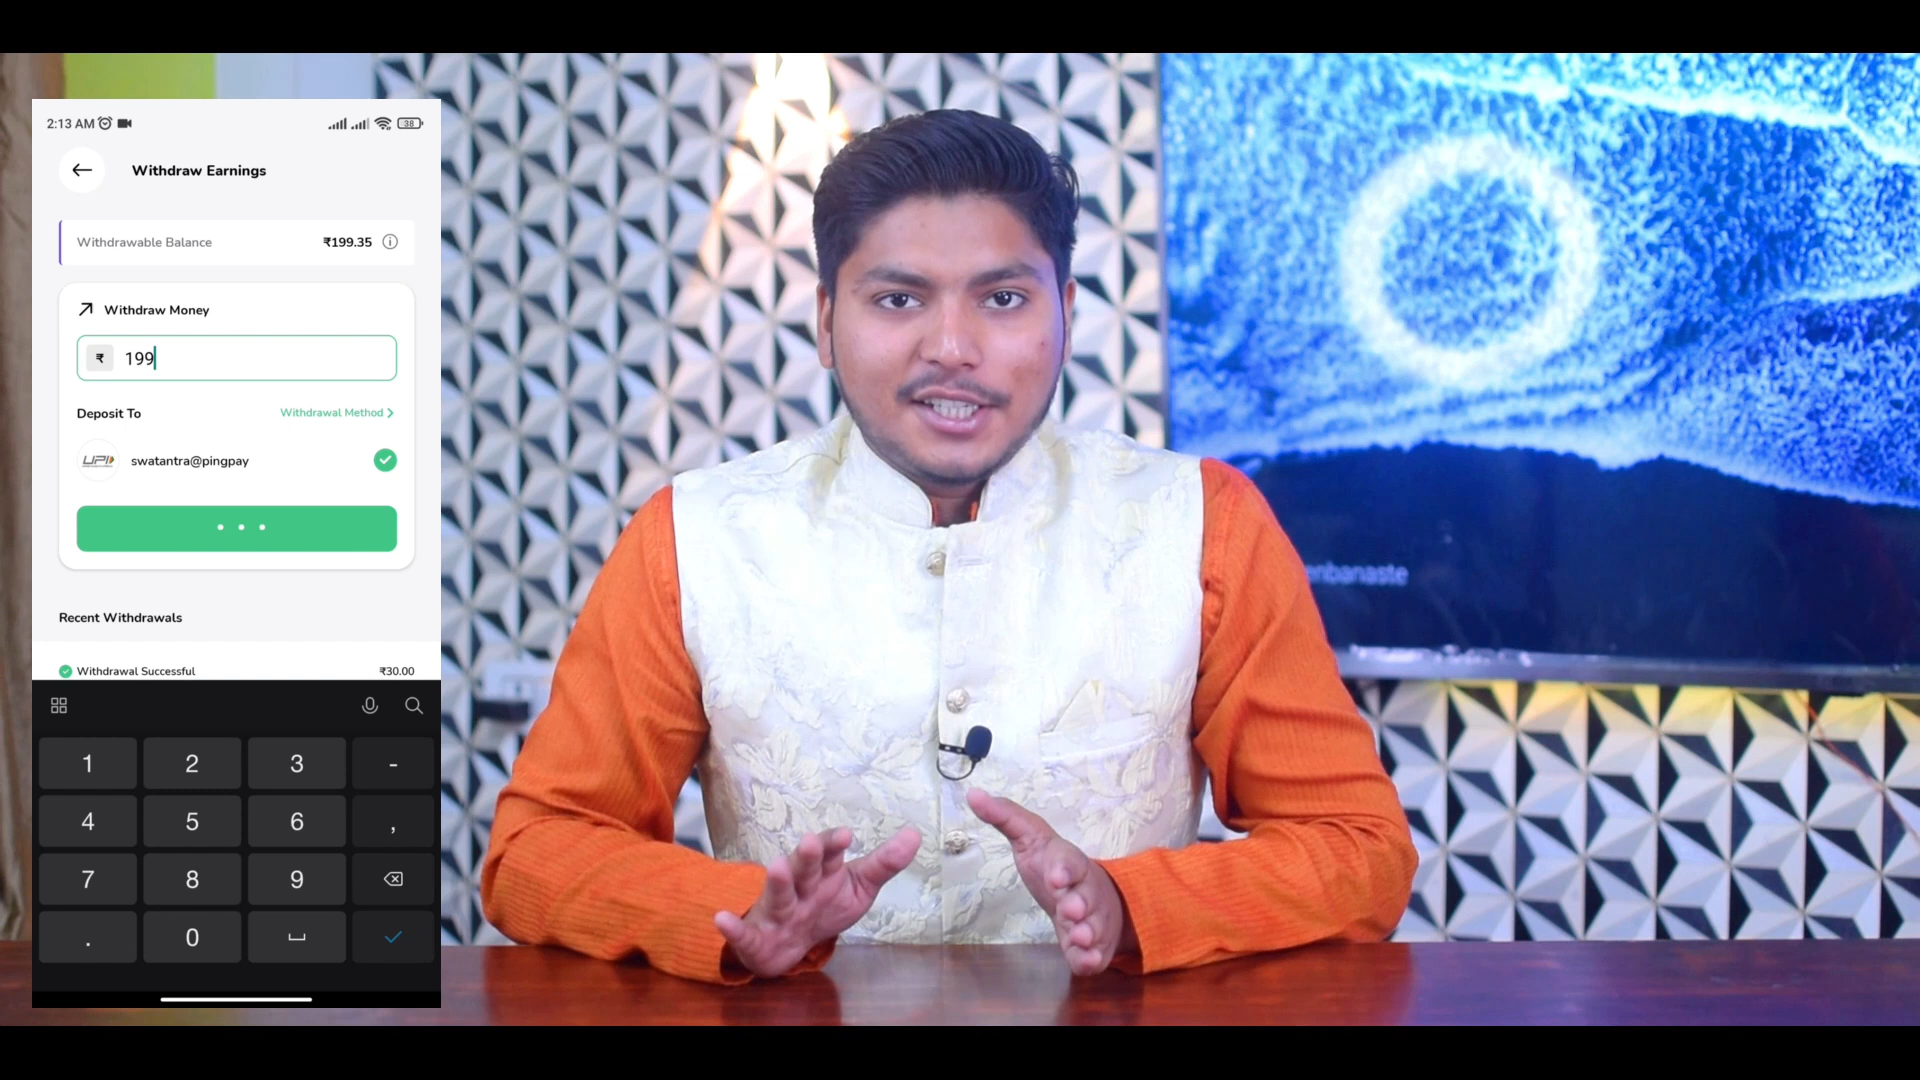 2:13 AM
38
Withdraw Earnings
Withdrawable Balance ₹199.35
Withdraw Money
₹ 199
Deposit To Withdrawal Method
UPI swatantra@pingpay
Recent Withdrawals
Withdrawal Successful ₹30.00
1 2 3 -
4 5 6 ,
7 8 9
. 0